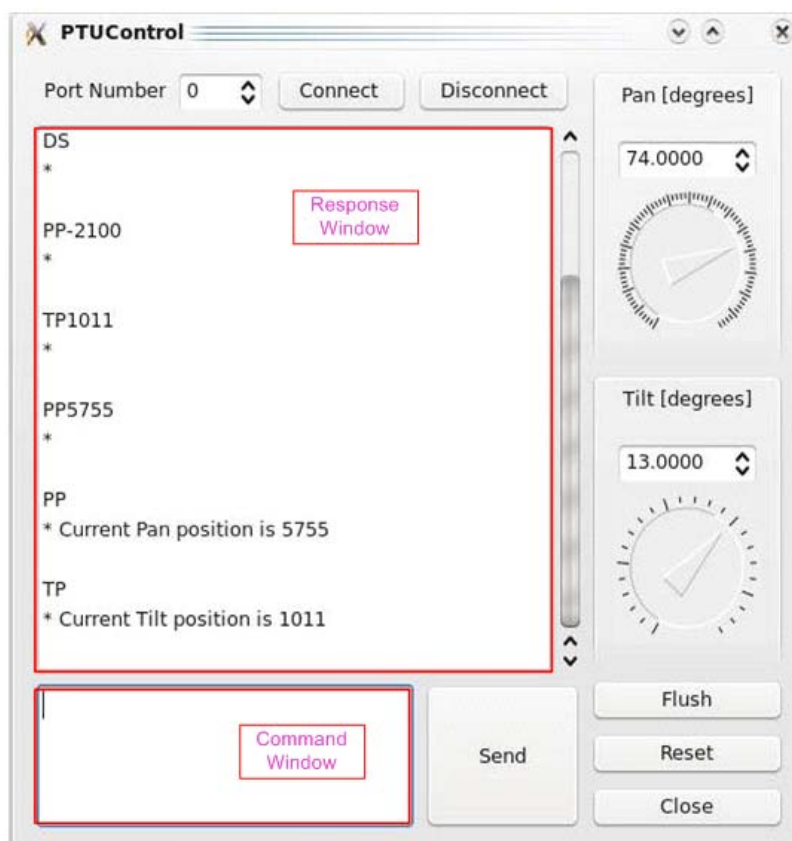 PTUControl
Port Number 0 Connect Disconnect
DS
*
PP-2100
*
TP1011
*
PP5755
*
PP
* Current Pan position is 5755
TP
* Current Tilt position is 1011
Response
Window
Pan [degrees]
74.0000
Tilt [degrees]
13.0000
Command
Window
Send
Flush
Reset
Close